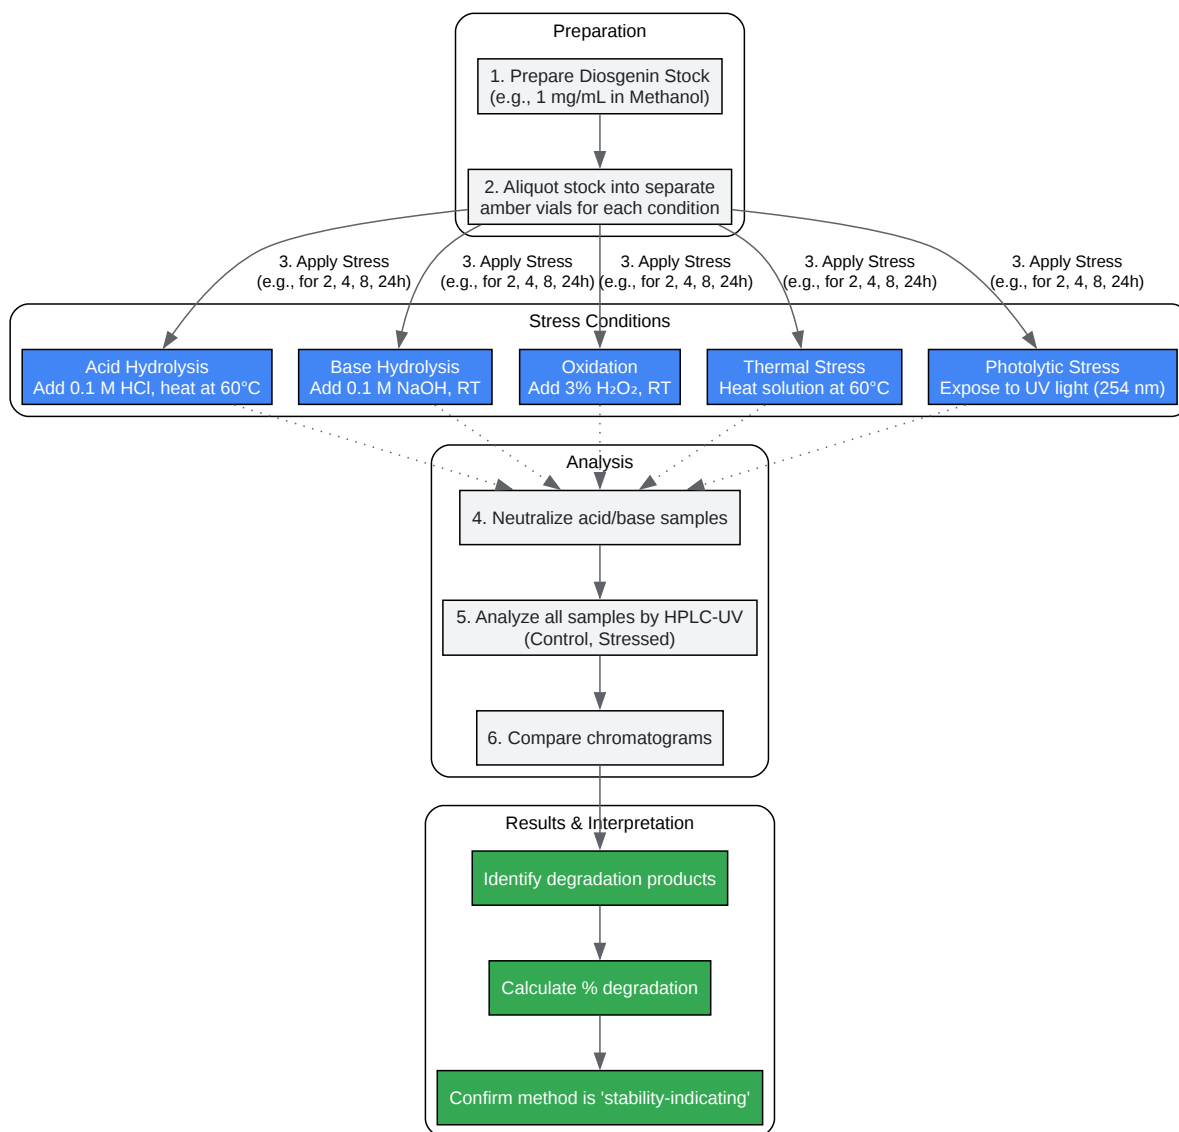 Preparation
1. Prepare Diosgenin Stock
(e.g., 1 mg/mL in Methanol)
2. Aliquot stock into separate
amber vials for each condition
3. Apply Stress
(e.g., for 2, 4, 8, 24h)
3. Apply Stress
(e.g., for 2, 4, 8, 24h)
3. Apply Stress
(e.g., for 2, 4, 8, 24h)
3. Apply Stress
(e.g., for 2, 4, 8, 24h)
3. Apply Stress
(e.g., for 2, 4, 8, 24h)
Stress Conditions
Acid Hydrolysis
Add 0.1 M HCl, heat at 60°C
Base Hydrolysis
Add 0.1 M NaOH, RT
Oxidation
Add 3% H₂O₂, RT
Thermal Stress
Heat solution at 60°C
Photolytic Stress
Expose to UV light (254 nm)
Analysis
4. Neutralize acid/base samples
5. Analyze all samples by HPLC-UV
(Control, Stressed)
6. Compare chromatograms
Results & Interpretation
Identify degradation products
Calculate % degradation
Confirm method is 'stability-indicating'